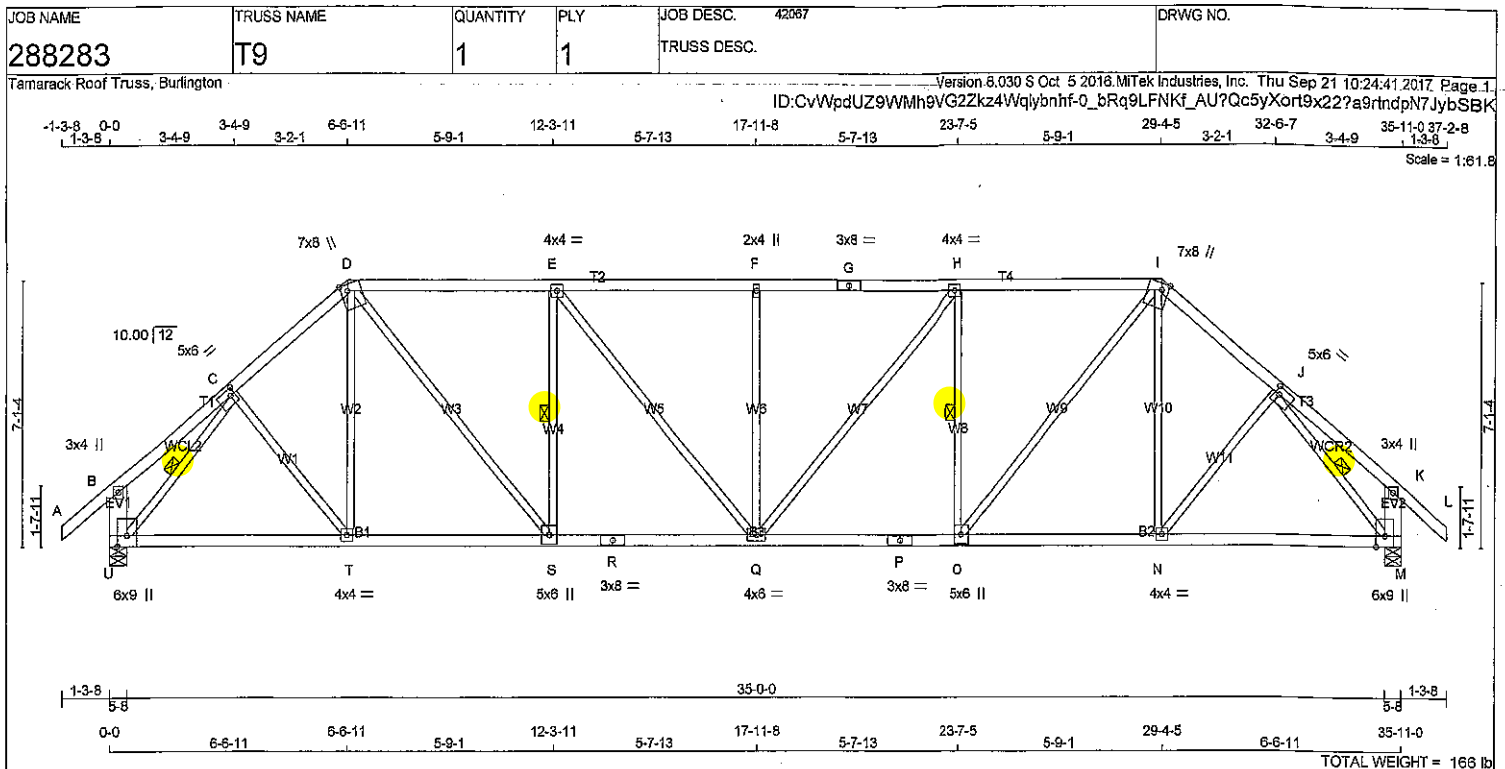 JOB NAME TRUSS NAME QUANTITY PLY JOB DESC. 42067 DRWG NO.
288283 T9 1 1 TRUSS DESC.
Tamarack Roof Truss, Burlington Version 8.030 S Oct 5 2016 MiTek Industries, Inc. Thu Sep 21 10:24:41 2017 Page 1
ID:CvWpdUZ9WMh9VG2Zkz4Wqlybnhf-0_bRq9LFNKf_AU?Qc5yXort9x22?a9rtndpN7JybSBK
-1-3-8 0-0 3-4-9 6-6-11 12-3-11 17-11-8 23-7-5 29-4-5 32-6-7 35-11-0 37-2-8
1-3-8 3-4-9 3-2-1 5-9-1 5-7-13 5-7-13 5-9-1 3-2-1 3-4-9 1-3-8
Scale = 1:61.8
7x8 \\ 4x4 = 2x4 || 3x8 = 4x4 = 7x8 //
D E F G H I
T2 T4
10.00 12
5x6 // 5x6 \\
C J
T1 T3
7-1-4 7-1-4
W2 W3 W4 W5 W6 W7 W8 W9 W10
3x4 || WCL2 W1 W11 WCR2 3x4 ||
B K
EV1 EV2
A L
1-7-11 1-7-11
B1 B3 B2
U T S R Q P O N M
6x9 || 4x4 = 5x6 || 3x8 = 4x6 = 3x8 = 5x6 || 4x4 = 6x9 ||
1-3-8 35-0-0 1-3-8
5-8 5-8
0-0 6-6-11 12-3-11 17-11-8 23-7-5 29-4-5 35-11-0
6-6-11 5-9-1 5-7-13 5-7-13 5-9-1 6-6-11
TOTAL WEIGHT = 166 lb